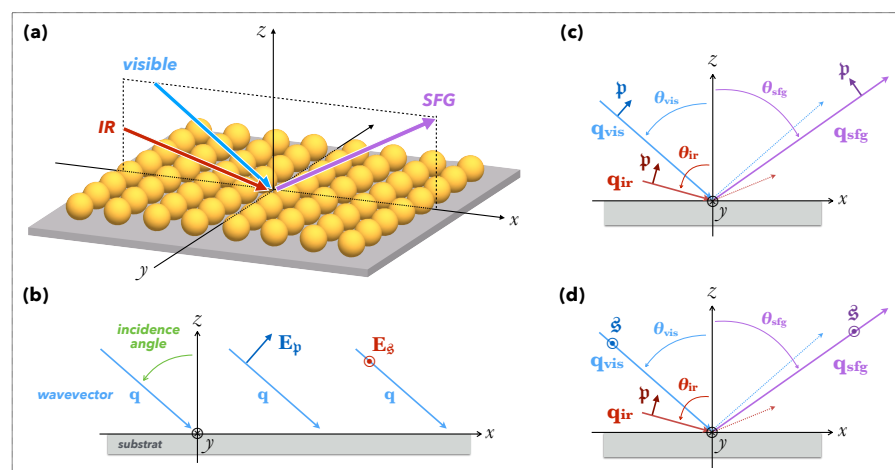 (a)
z
visible
SFG
IR
x
y
(b)
z
incidence
angle
E𝔭
E𝔰
wavevector
q
q
q
x
substrat
y
(c)
z
𝔭
θvis
θsfg
𝔭
qvis
qsfg
𝔭
θir
qir
x
y
(d)
z
𝔰
θvis
θsfg
𝔰
qvis
qsfg
𝔭
θir
qir
x
y